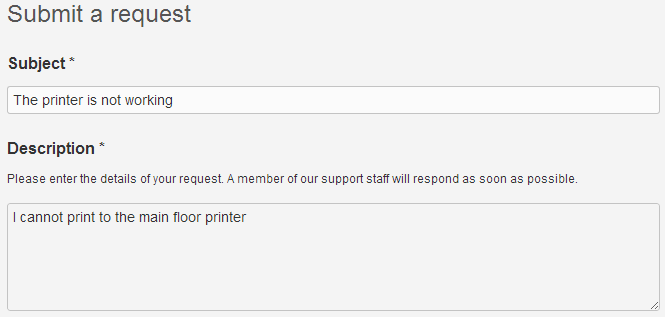 Submit a request
Subject *
The printer is not working
Description *
Please enter the details of your request. A member of our support staff will respond as soon as possible.
I cannot print to the main floor printer